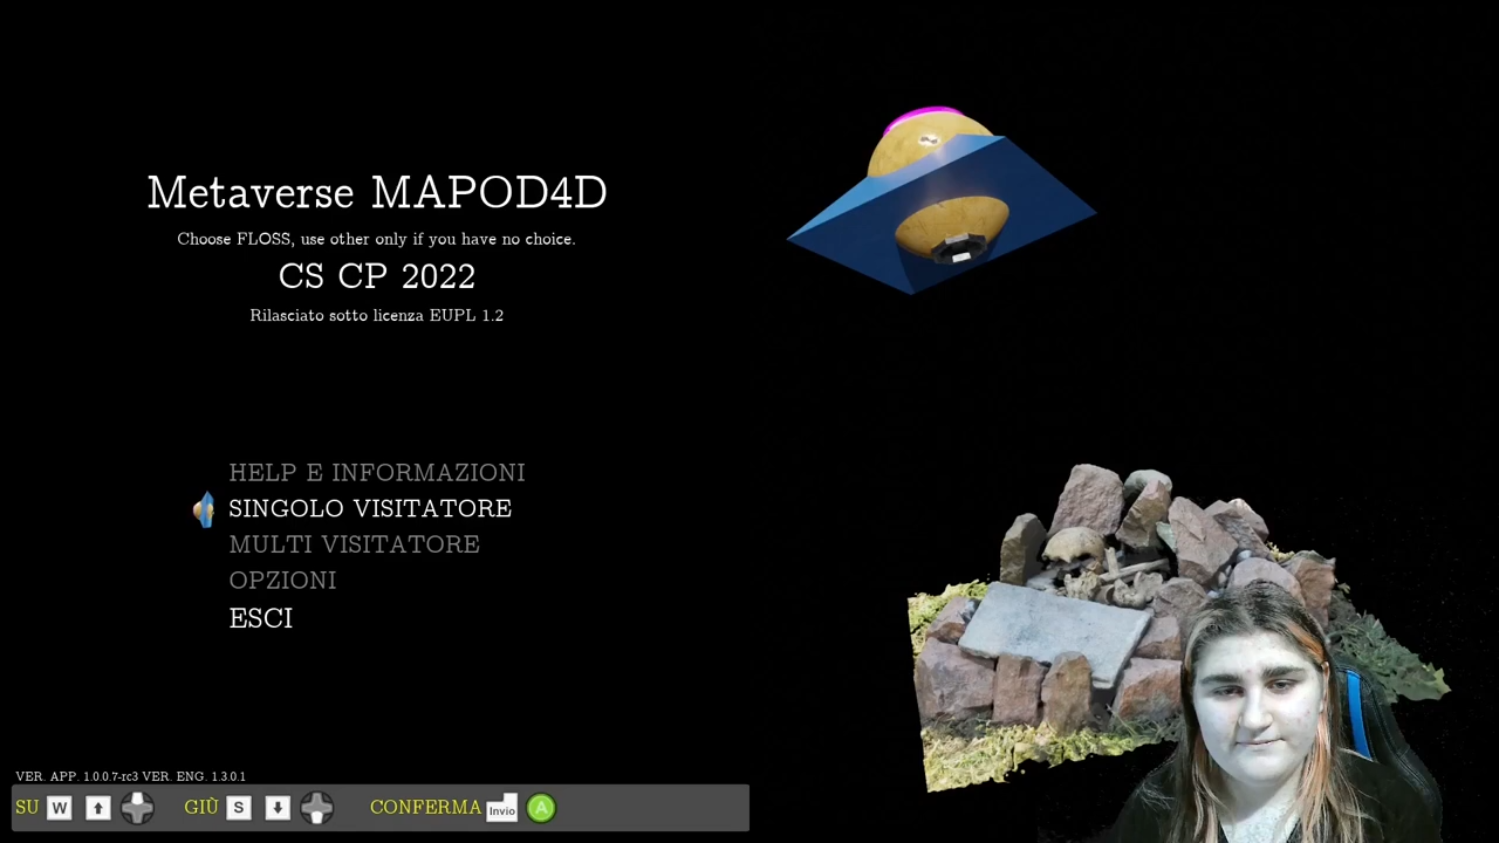 Metaverse MAPOD4D
Choose FLOSS, use other only if you have no choice.
CS CP 2022
Rilasciato sotto licenza EUPL 1.2
HELP E INFORMAZIONI
SINGOLO VISITATORE
MULTI VISITATORE
OPZIONI
ESCI
VER. APP. 1.0.0.7-rc3 VER. ENG. 1.3.0.1
SU W GIÙ S CONFERMA Invio A